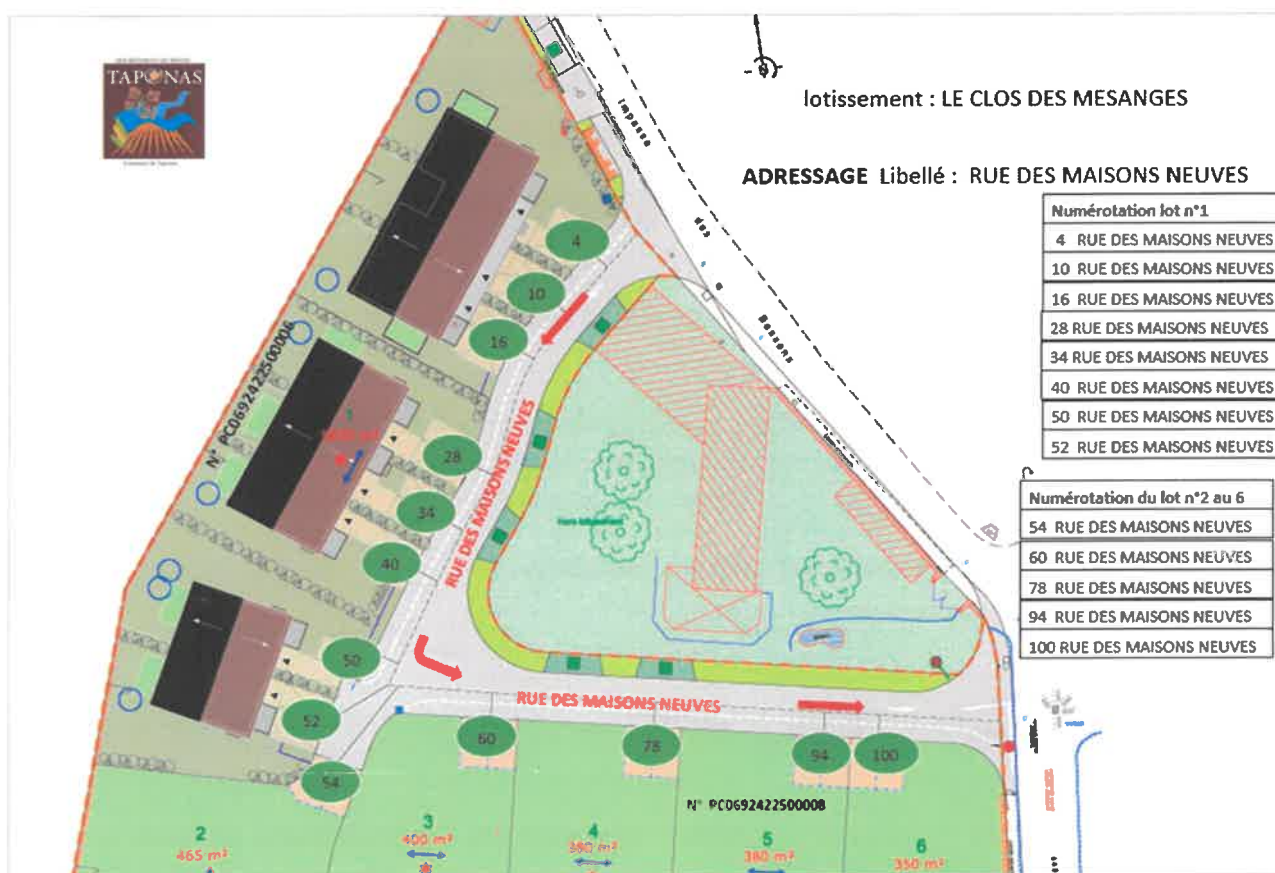 TAPONAS
Commune de Taponas
lotissement : LE CLOS DES MESANGES
ADRESSAGE Libellé : RUE DES MAISONS NEUVES
Numérotation lot n°1
4 RUE DES MAISONS NEUVES
10 RUE DES MAISONS NEUVES
16 RUE DES MAISONS NEUVES
28 RUE DES MAISONS NEUVES
34 RUE DES MAISONS NEUVES
40 RUE DES MAISONS NEUVES
50 RUE DES MAISONS NEUVES
52 RUE DES MAISONS NEUVES
Numérotation du lot n°2 au 6
54 RUE DES MAISONS NEUVES
60 RUE DES MAISONS NEUVES
78 RUE DES MAISONS NEUVES
94 RUE DES MAISONS NEUVES
100 RUE DES MAISONS NEUVES
Impasse
des
Bessons
4
10
16
28
34
40
50
52
54
60
78
94
100
N° PC0692422500006
1
RUE DES MAISONS NEUVES
RUE DES MAISONS NEUVES
N° PC0692422500008
2
465 m²
3
400 m²
4
380 m²
5
380 m²
6
350 m²